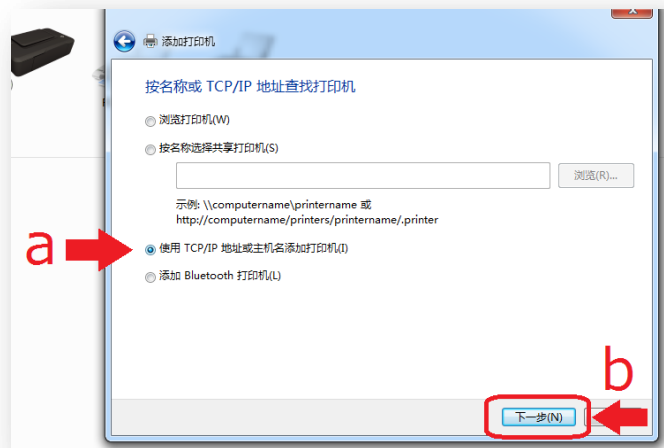 添加打印机
按名称或 TCP/IP 地址查找打印机
浏览打印机(W)
按名称选择共享打印机(S)
浏览(R)...
示例: \\computername\printername 或
http://computername/printers/printername/.printer
a
使用 TCP/IP 地址或主机名添加打印机(I)
添加 Bluetooth 打印机(L)
b
下一步(N)